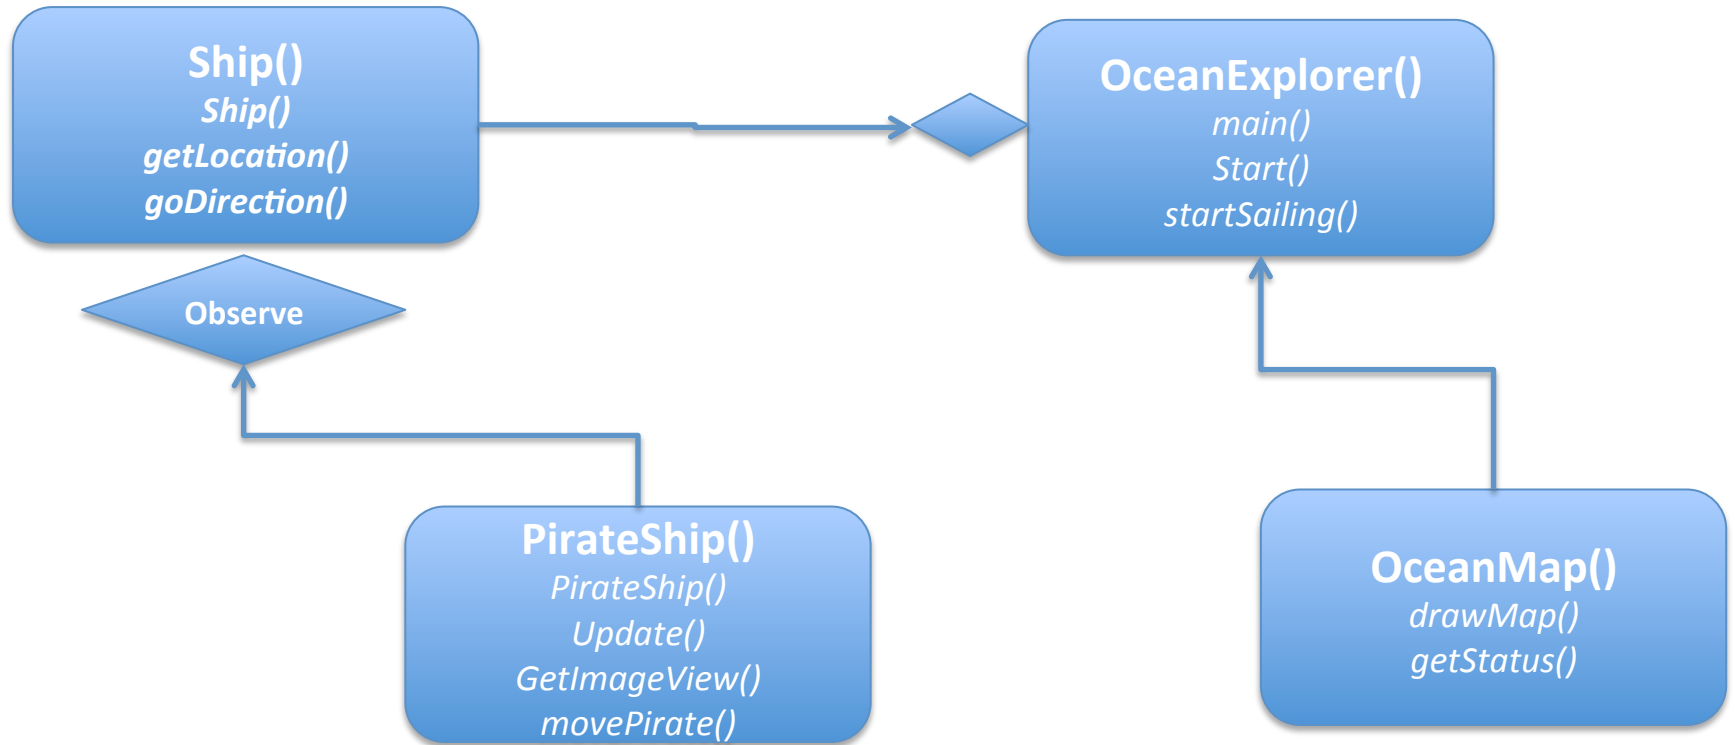 Ship()
Ship()
getLocation()
goDirection()
OceanExplorer()
main()
Start()
startSailing()
Observe
PirateShip()
PirateShip()
Update()
GetImageView()
movePirate()
OceanMap()
drawMap()
getStatus()